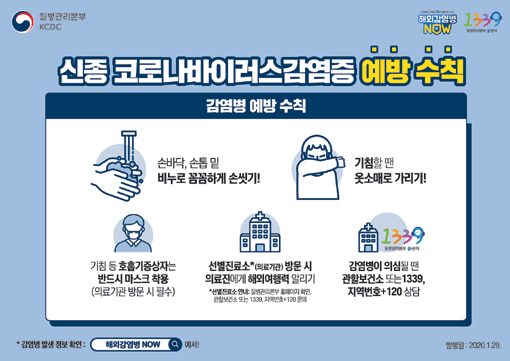 질병관리본부
KCDC
해외감염병
NOW
1339
질병관리본부 콜센터
신종 코로나바이러스감염증 예방 수칙
감염병 예방 수칙
손바닥, 손톱 밑
비누로 꼼꼼하게 손씻기!
기침할 땐
옷소매로 가리기!
기침 등 호흡기증상자는
반드시 마스크 착용
(의료기관 방문 시 필수)
선별진료소*(의료기관) 방문 시
의료진에게 해외여행력 알리기
*선별진료소 안내: 질병관리본부 홈페이지 확인,
관할보건소 또는 1339, 지역번호+120 문의
1339
질병관리본부 콜센터
감염병이 의심될 땐
관할보건소 또는1339,
지역번호+120 상담
* 감염병 발생 정보 확인 : 해외감염병 NOW 에서!
발행일 : 2020.1.29.